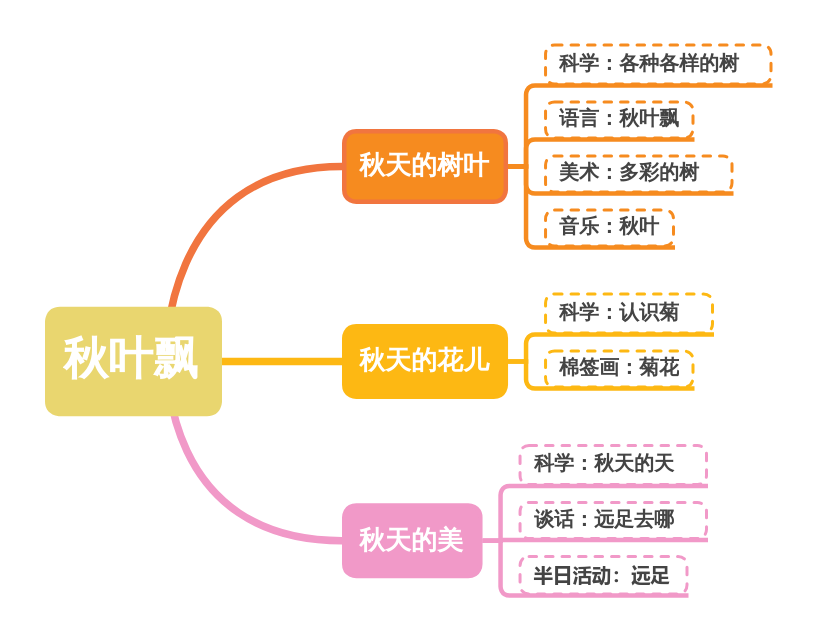 秋叶飘
秋天的树叶
科学：各种各样的树
语言：秋叶飘
美术：多彩的树
音乐：秋叶
秋天的花儿
科学：认识菊
棉签画：菊花
秋天的美
科学：秋天的天
谈话：远足去哪
半日活动：远足